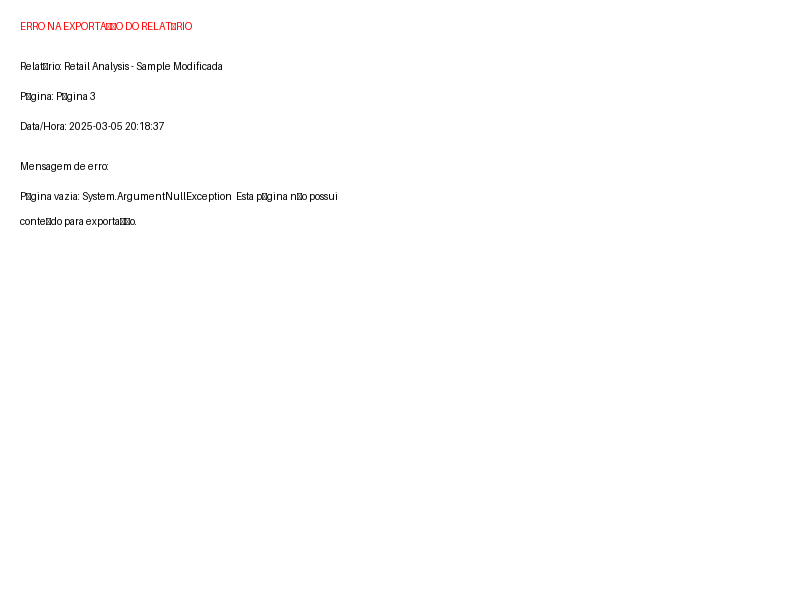 ERRO NA EXPORTA▯▯O DO RELAT▯RIO
Relat▯rio: Retail Analysis - Sample Modificada
P▯gina: P▯gina 3
Data/Hora: 2025-03-05 20:18:37
Mensagem de erro:
P▯gina vazia: System.ArgumentNullException Esta p▯gina n▯o possui
conte▯do para exporta▯▯o.